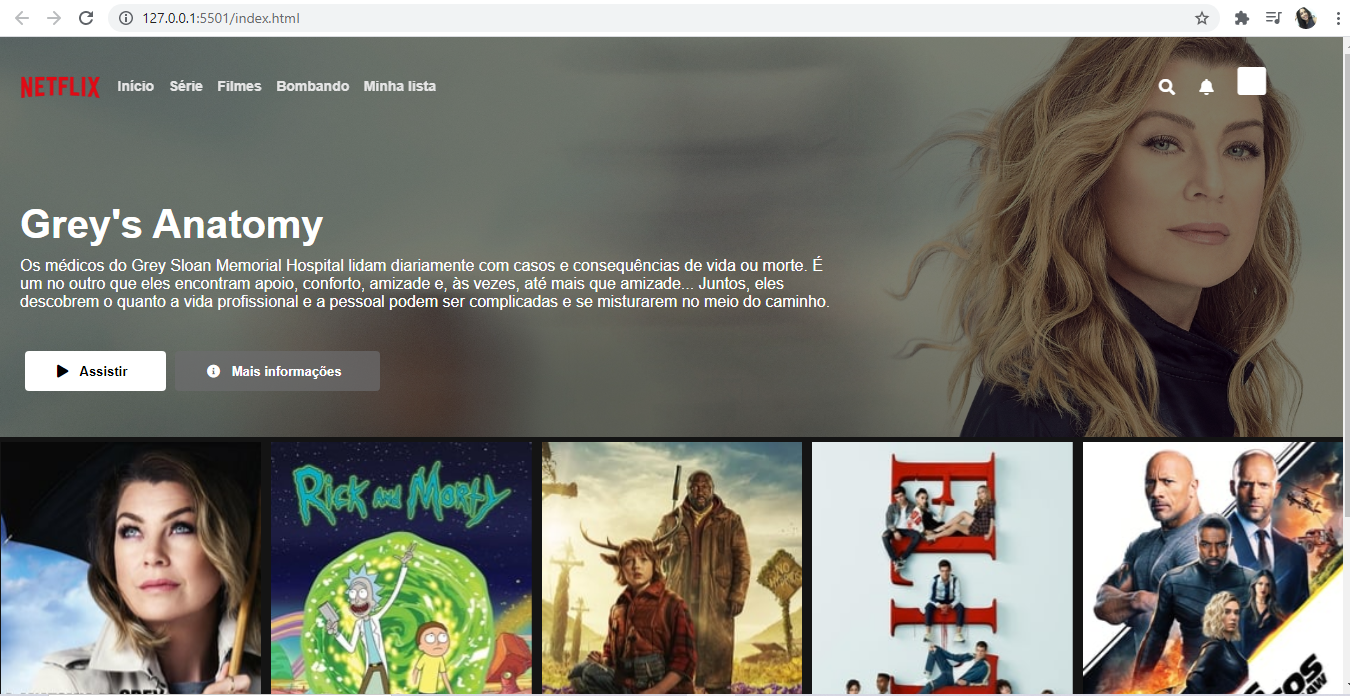 127.0.0.1:5501/index.html
NETFLIX Início Série Filmes Bombando Minha lista
Grey's Anatomy
Os médicos do Grey Sloan Memorial Hospital lidam diariamente com casos e consequências de vida ou morte. É
um no outro que eles encontram apoio, conforto, amizade e, às vezes, até mais que amizade... Juntos, eles
descobrem o quanto a vida profissional e a pessoal podem ser complicadas e se misturarem no meio do caminho.
Assistir Mais informações
RICK AND MORTY